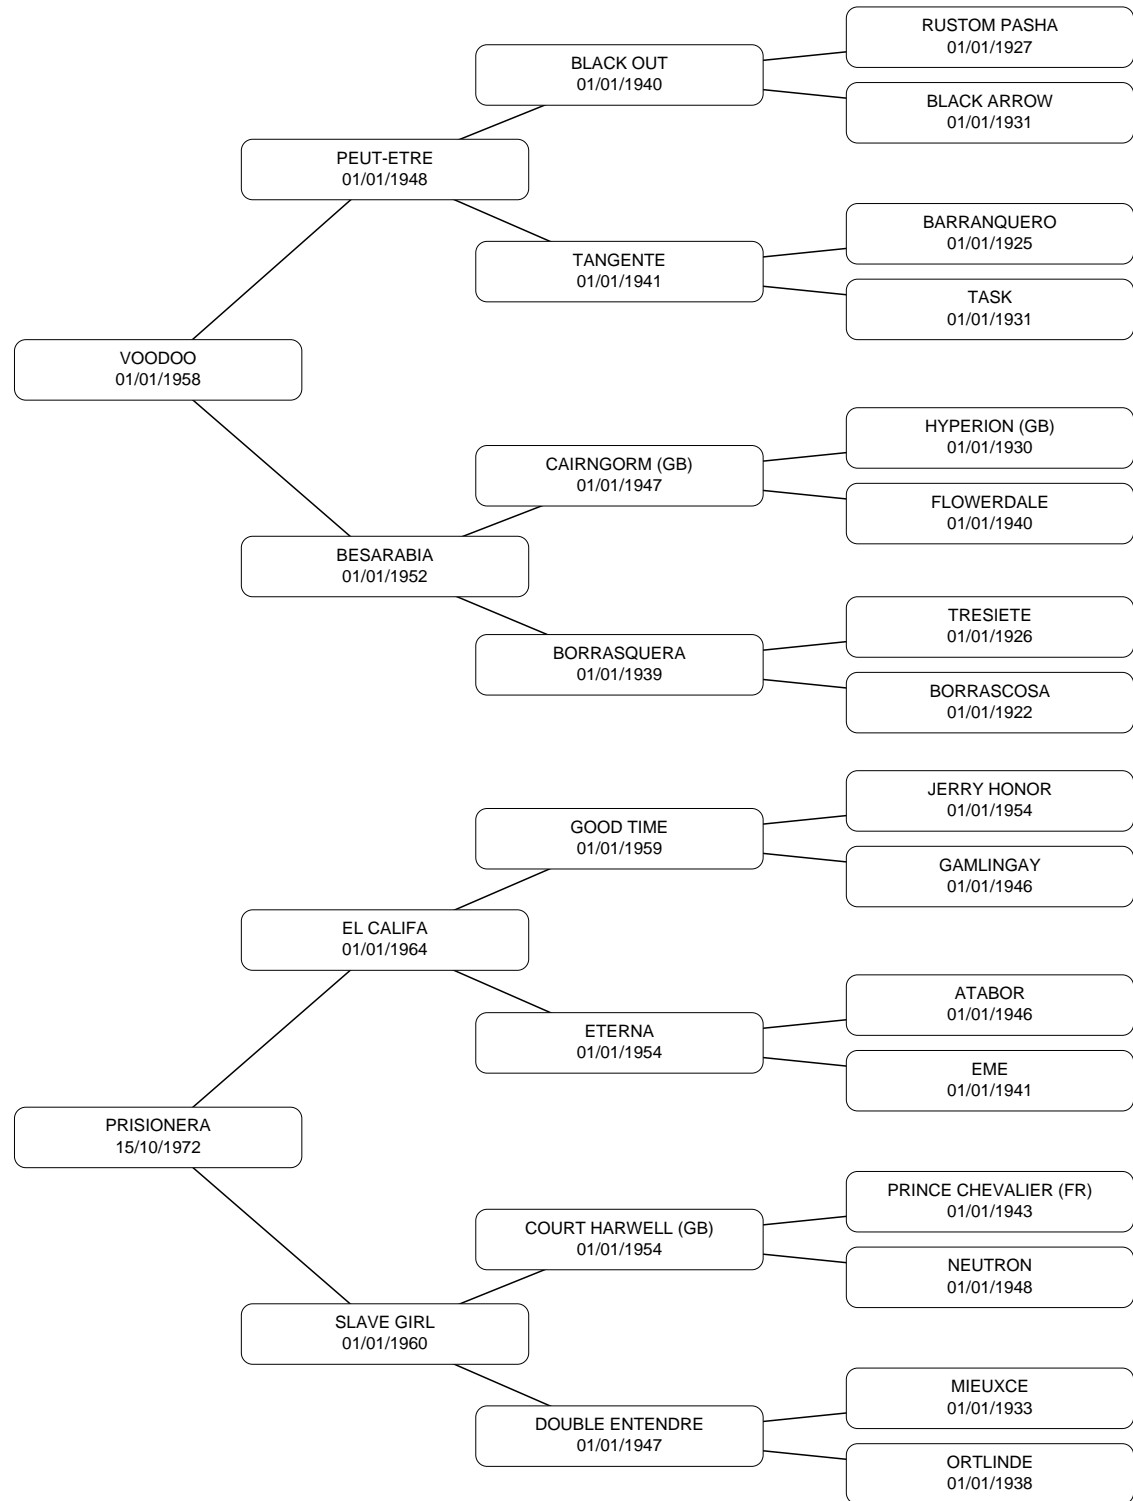 RUSTOM PASHA
01/01/1927
BLACK OUT
01/01/1940
BLACK ARROW
01/01/1931
PEUT-ETRE
01/01/1948
BARRANQUERO
01/01/1925
TANGENTE
01/01/1941
TASK
01/01/1931
VOODOO
01/01/1958
HYPERION (GB)
01/01/1930
CAIRNGORM (GB)
01/01/1947
FLOWERDALE
01/01/1940
BESARABIA
01/01/1952
TRESIETE
01/01/1926
BORRASQUERA
01/01/1939
BORRASCOSA
01/01/1922
JERRY HONOR
01/01/1954
GOOD TIME
01/01/1959
GAMLINGAY
01/01/1946
EL CALIFA
01/01/1964
ATABOR
01/01/1946
ETERNA
01/01/1954
EME
01/01/1941
PRISIONERA
15/10/1972
PRINCE CHEVALIER (FR)
01/01/1943
COURT HARWELL (GB)
01/01/1954
NEUTRON
01/01/1948
SLAVE GIRL
01/01/1960
MIEUXCE
01/01/1933
DOUBLE ENTENDRE
01/01/1947
ORTLINDE
01/01/1938